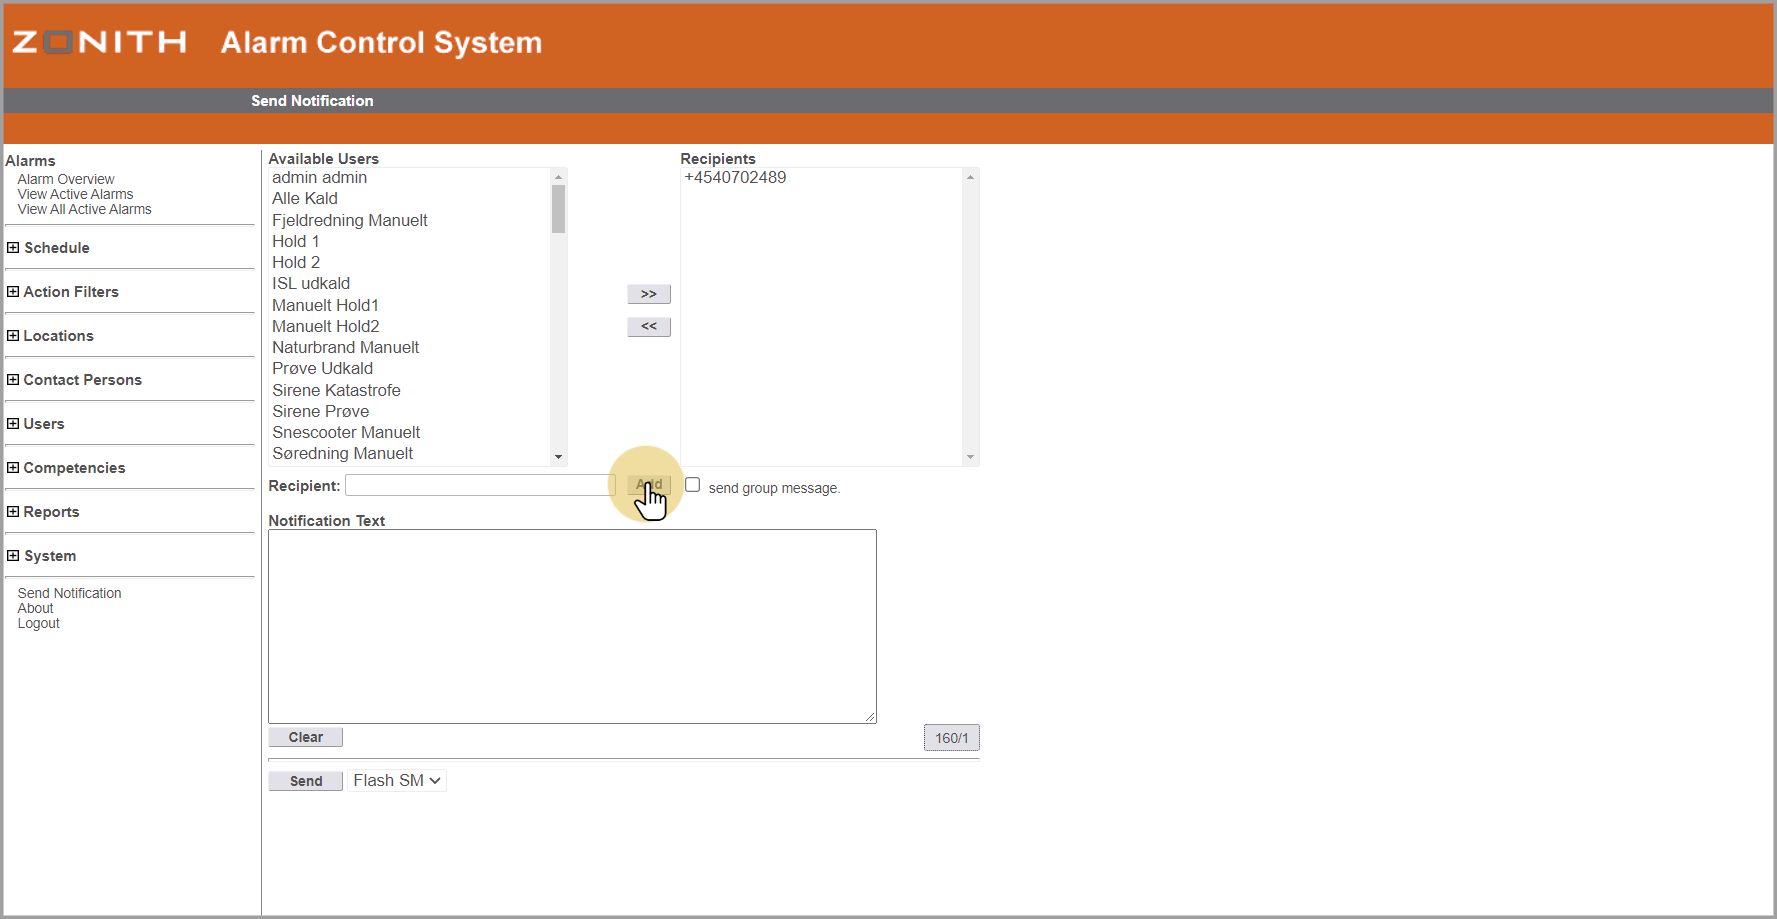 ZONITH Alarm Control System
Send Notification
Alarms
Alarm Overview
View Active Alarms
View All Active Alarms
Schedule
Action Filters
Locations
Contact Persons
Users
Competencies
Reports
System
Send Notification
About
Logout
Available Users
admin admin
Alle Kald
Fjeldredning Manuelt
Hold 1
Hold 2
ISL udkald
Manuelt Hold1
Manuelt Hold2
Naturbrand Manuelt
Prøve Udkald
Sirene Katastrofe
Sirene Prøve
Snescooter Manuelt
Søredning Manuelt
>>
<<
Recipients
+4540702489
Recipient:
Add
send group message.
Notification Text
Clear
160/1
Send
Flash SM